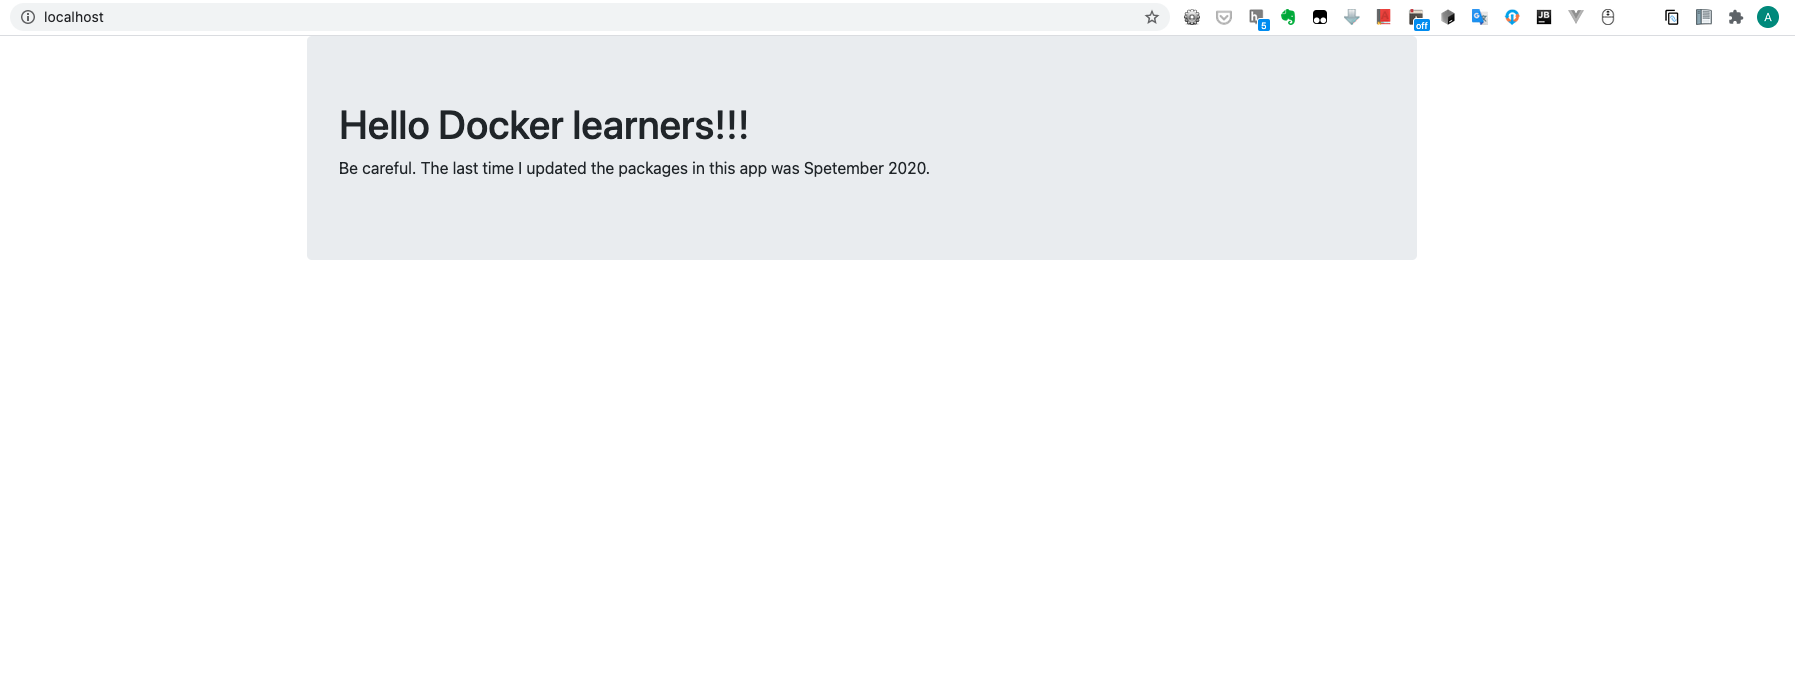 localhost
5
off
JB
A
Hello Docker learners!!!
Be careful. The last time I updated the packages in this app was Spetember 2020.